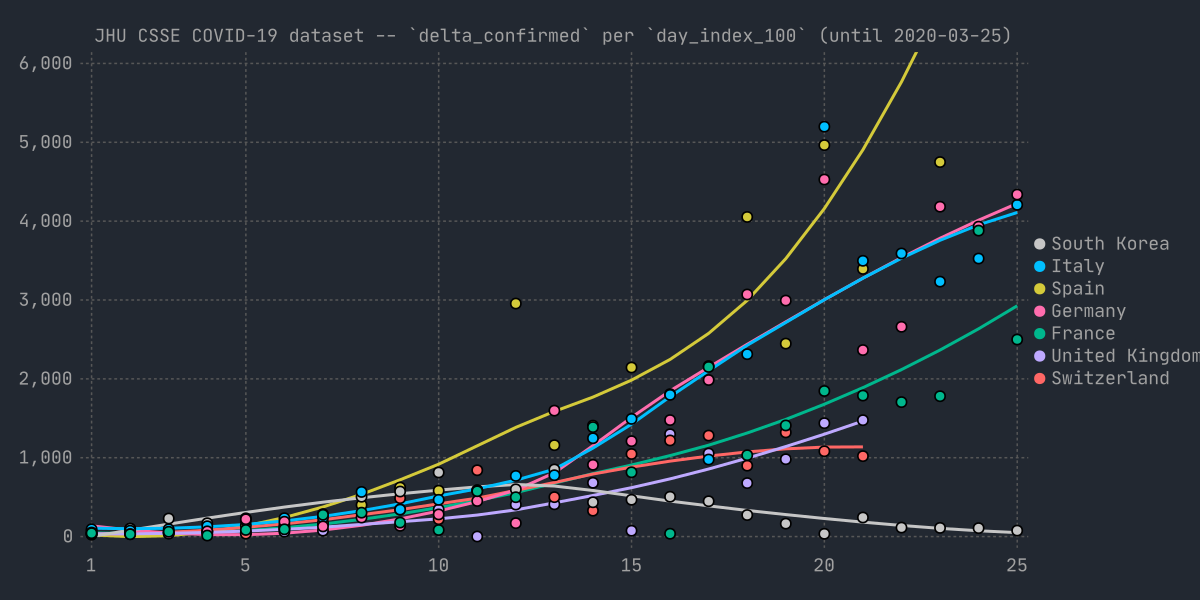 JHU CSSE COVID-19 dataset -- `delta_confirmed` per `day_index_100` (until 2020-03-25)
6,000
5,000
4,000
3,000
2,000
1,000
0
1 5 10 15 20 25
South Korea
Italy
Spain
Germany
France
United Kingdom
Switzerland